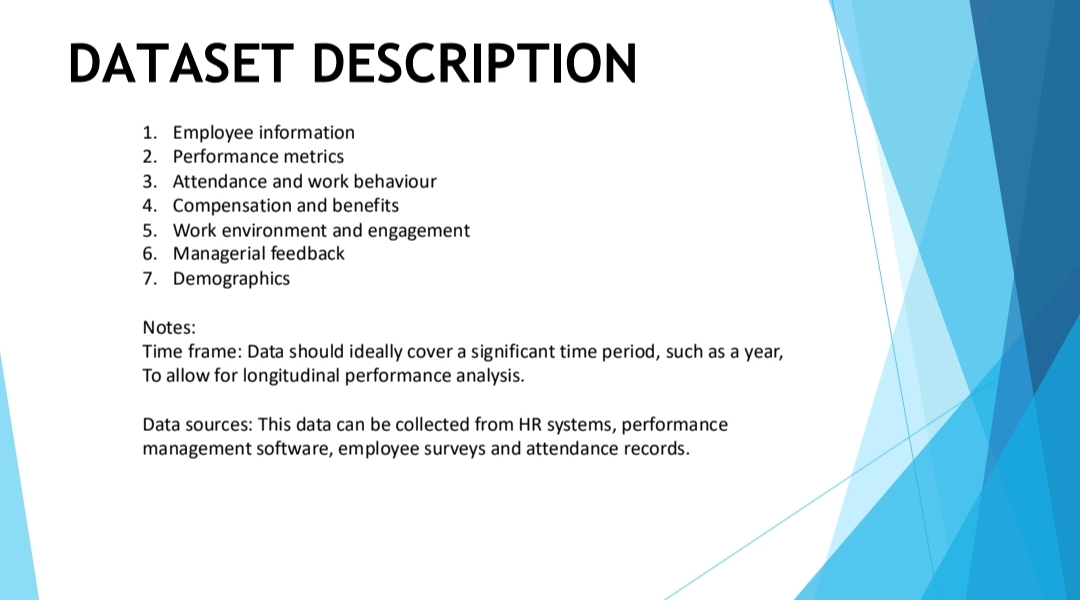 DATASET DESCRIPTION
1. Employee information
2. Performance metrics
3. Attendance and work behaviour
4. Compensation and benefits
5. Work environment and engagement
6. Managerial feedback
7. Demographics
Notes:
Time frame: Data should ideally cover a significant time period, such as a year,
To allow for longitudinal performance analysis.
Data sources: This data can be collected from HR systems, performance
management software, employee surveys and attendance records.